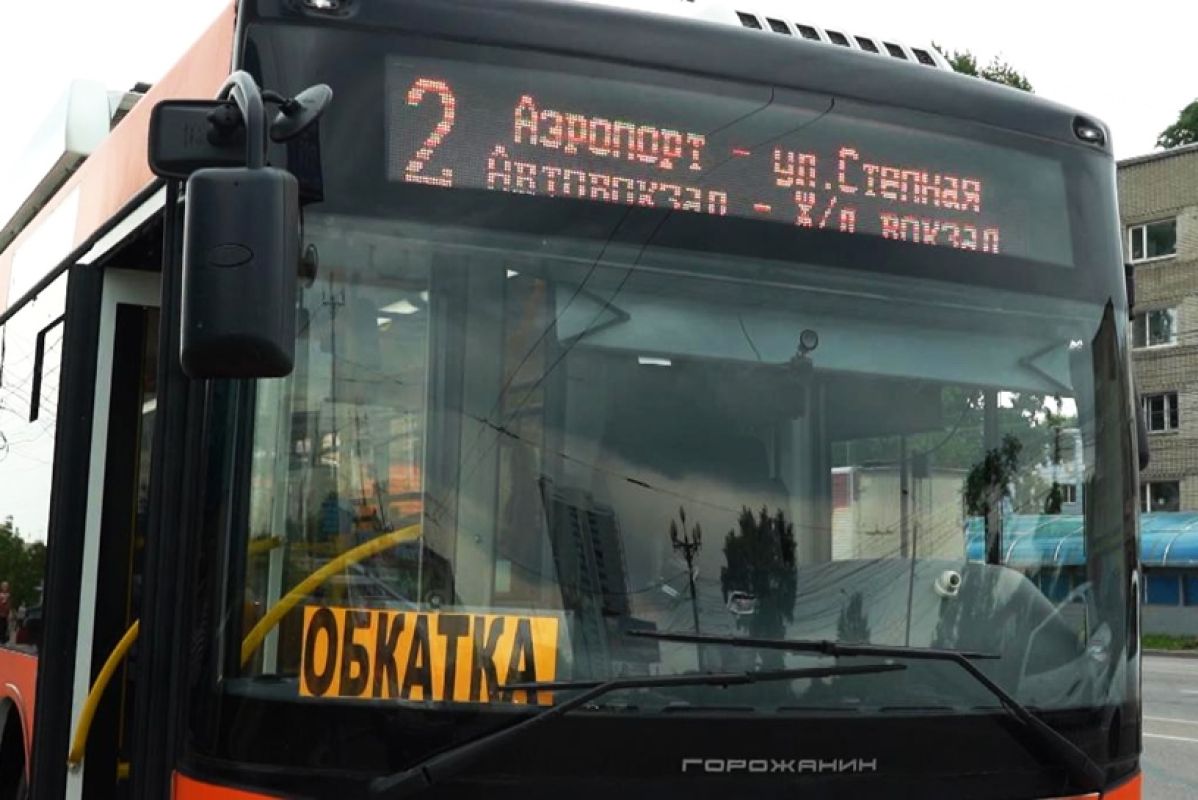 2
Аэропорт - ул.Степная
Автовокзал - Ж/д вокзал
ОБКАТКА
ГОРОЖАНИН